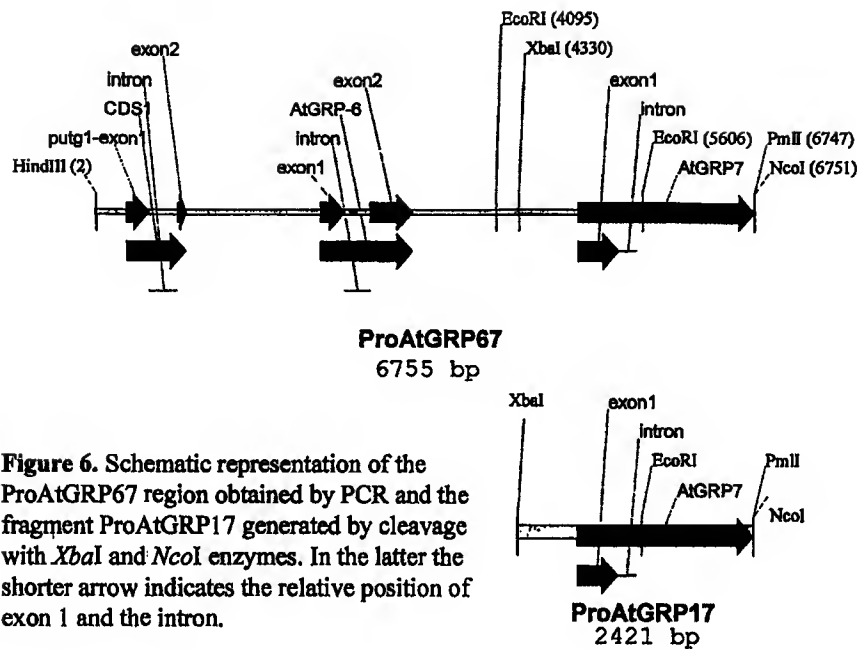 EcoRI (4095)
XbaI (4330)
exon2
intron
CDS1
putg1-exon1
HindIII (2)
exon2
AtGRP-6
intron
exon1
exon1
intron
EcoRI (5606)
AtGRP7
PmlI (6747)
NcoI (6751)
ProAtGRP67
6755 bp
XbaI
exon1
intron
EcoRI
AtGRP7
PmlI
NcoI
ProAtGRP17
2421 bp
Figure 6. Schematic representation of the
ProAtGRP67 region obtained by PCR and the
fragment ProAtGRP17 generated by cleavage
with XbaI and NcoI enzymes. In the latter the
shorter arrow indicates the relative position of
exon 1 and the intron.